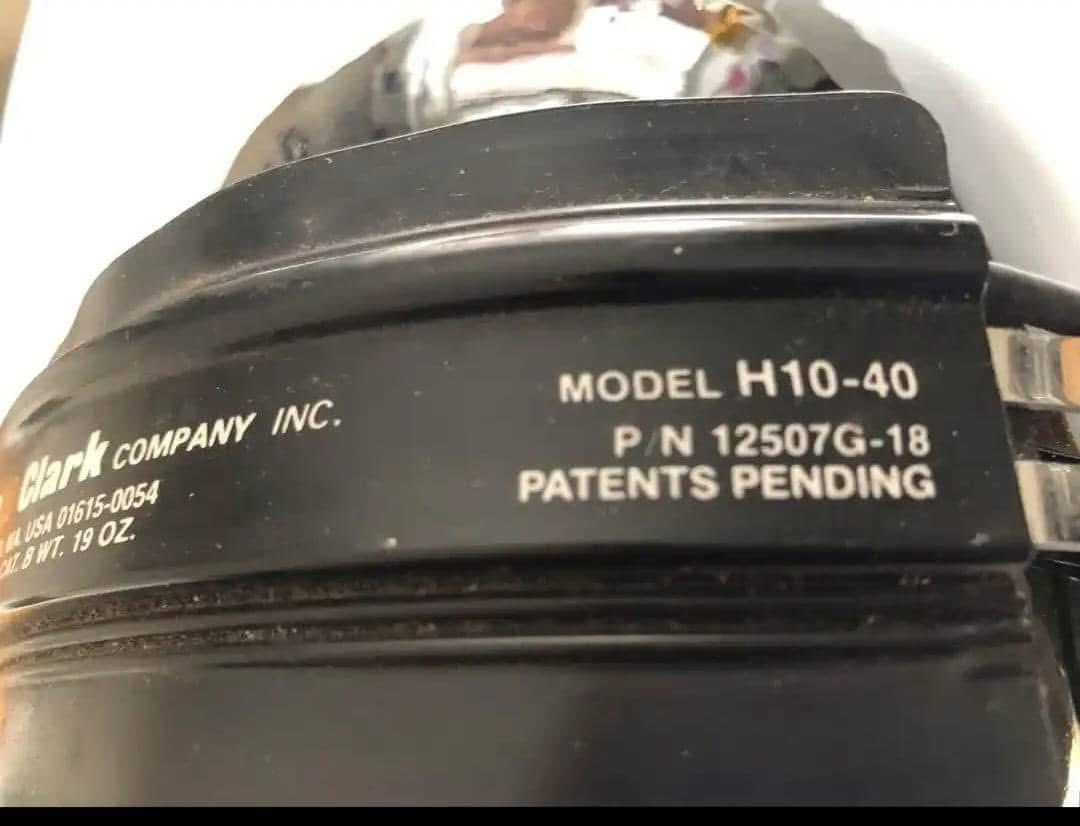 Clark COMPANY INC.
MA. USA 01615-0054
CAT. B WT. 19 OZ.
MODEL H10-40
P/N 12507G-18
PATENTS PENDING